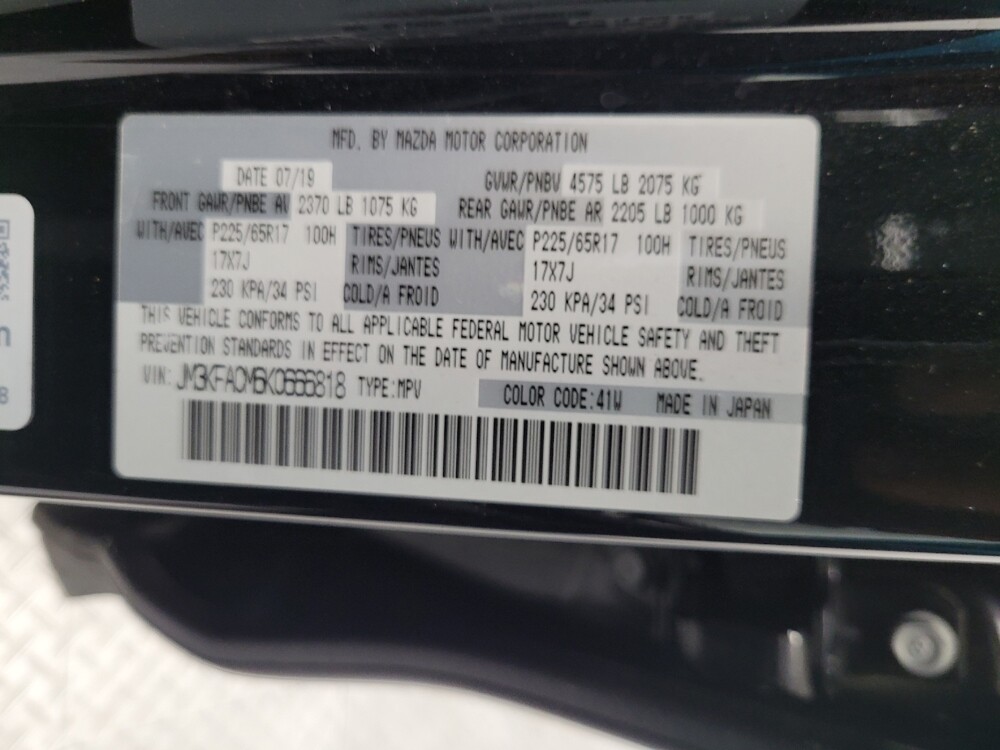 MFD. BY MAZDA MOTOR CORPORATION
DATE 07/19 GVWR/PNBV 4575 LB 2075 KG
FRONT GAWR/PNBE AV 2370 LB 1075 KG REAR GAWR/PNBE AR 2205 LB 1000 KG
WITH/AVEC P225/65R17 100H TIRES/PNEUS WITH/AVEC P225/65R17 100H TIRES/PNEUS
17X7J RIMS/JANTES 17X7J RIMS/JANTES
230 KPA/34 PSI COLD/A FROID 230 KPA/34 PSI COLD/A FROID
THIS VEHICLE CONFORMS TO ALL APPLICABLE FEDERAL MOTOR VEHICLE SAFETY AND THEFT
PREVENTION STANDARDS IN EFFECT ON THE DATE OF MANUFACTURE SHOWN ABOVE.
VIN: TYPE:MPV COLOR CODE:41W MADE IN JAPAN